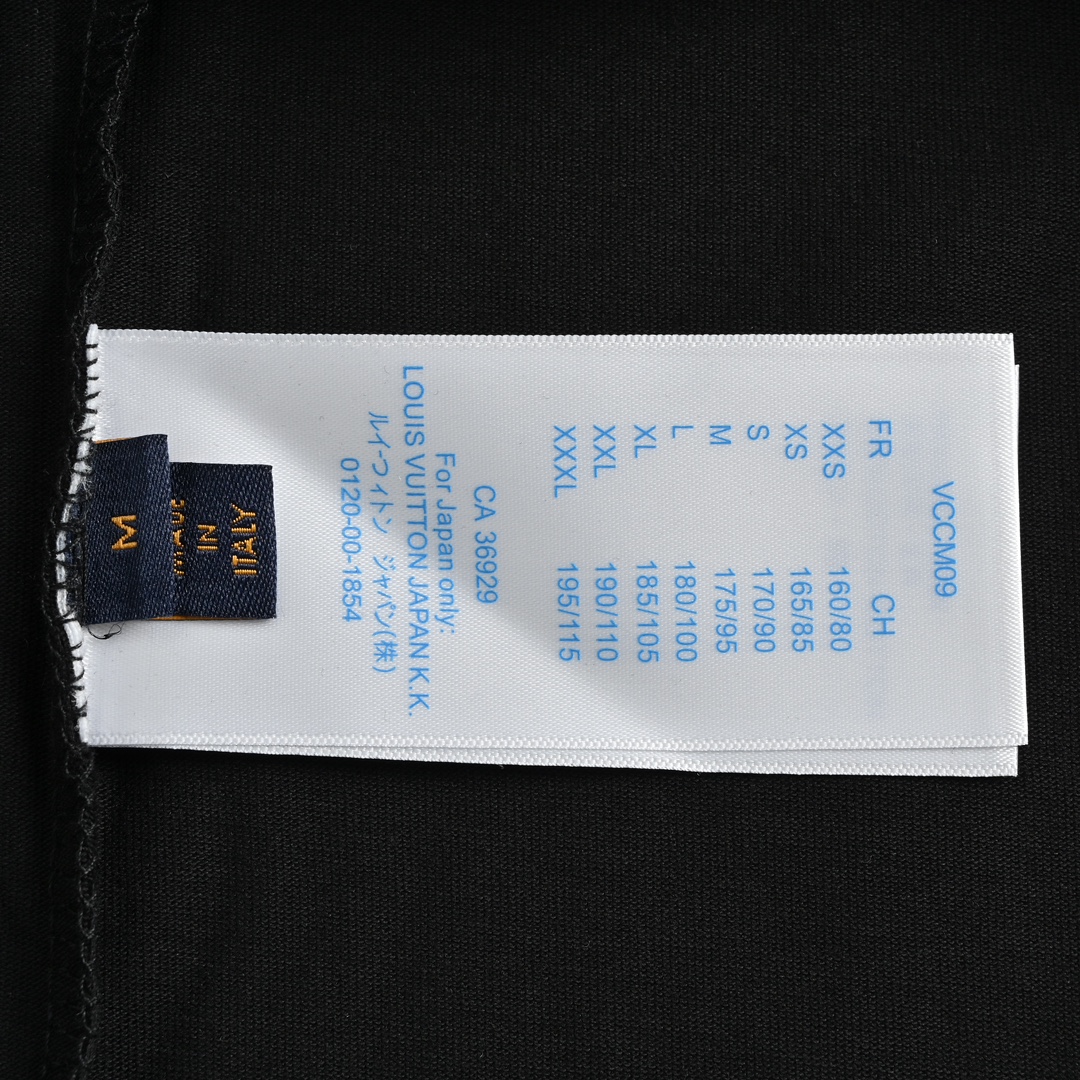 VCCM09
FR CH
XXS 160/80
XS 165/85
S 170/90
M 175/95
L 180/100
XL 185/105
XXL 190/110
XXXL 195/115
CA 36929
For Japan only:
LOUIS VUITTON JAPAN K.K.
ルイ·つィトン ジャパン(株)
0120-00-1854
M
MADE
IN
ITALY